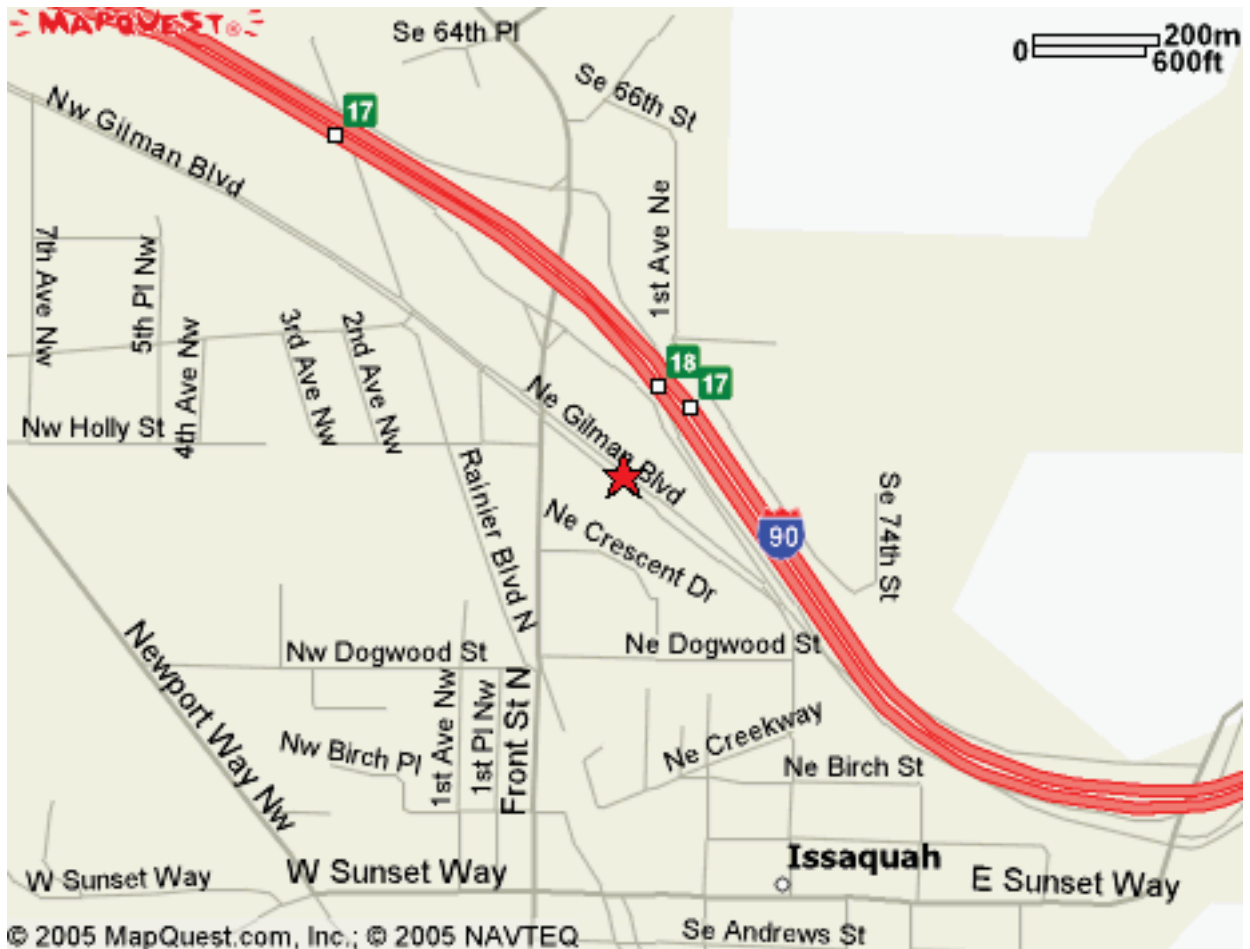 MAPQUEST®
Se 64th Pl
200m
0
600ft
Se 66th St
17
Nw Gilman Blvd
1st Ave Ne
7th Ave Nw
5th Pl Nw
4th Ave Nw
3rd Ave Nw
2nd Ave Nw
18
17
Ne Gilman Blvd
Nw Holly St
Rainier Blvd N
Ne Crescent Dr
90
Se 74th St
Newport Way Nw
Nw Dogwood St
Ne Dogwood St
1st Ave Nw
1st Pl Nw
Front St N
Nw Birch Pl
Ne Creekway
Ne Birch St
Issaquah
W Sunset Way
W Sunset Way
E Sunset Way
Se Andrews St
© 2005 MapQuest.com, Inc.; © 2005 NAVTEQ